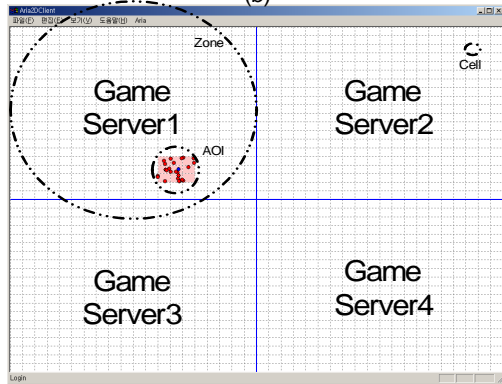 (b)
Aria2DClient
파일(F) 편집(E) 보기(V) 도움말(H) Aria
Zone
Cell
Game
Server1
Game
Server2
AOI
Game
Server3
Game
Server4
Login